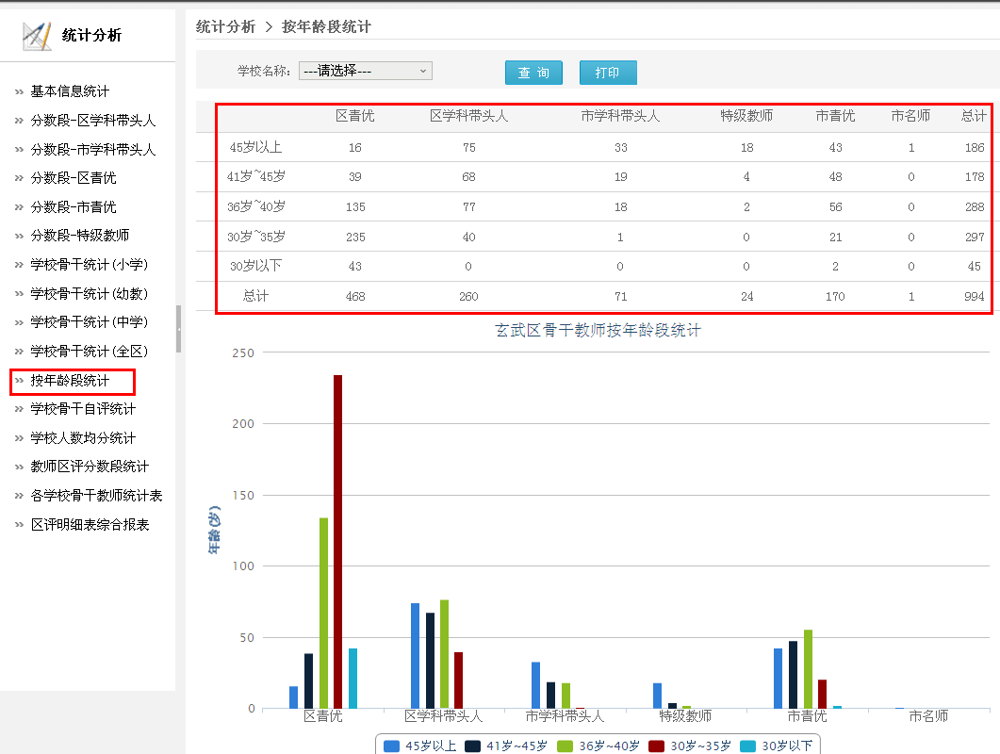 统计分析
» 基本信息统计
» 分数段-区学科带头人
» 分数段-市学科带头人
» 分数段-区青优
» 分数段-市青优
» 分数段-特级教师
» 学校骨干统计(小学)
» 学校骨干统计(幼教)
» 学校骨干统计(中学)
» 学校骨干统计(全区)
» 按年龄段统计
» 学校骨干自评统计
» 学校人数均分统计
» 教师区评分数段统计
» 各学校骨干教师统计表
» 区评明细表综合报表
统计分析 > 按年龄段统计
学校名称: ---请选择--- 查 询 打印
区青优 区学科带头人 市学科带头人 特级教师 市青优 市名师 总计
45岁以上 16 75 33 18 43 1 186
41岁~45岁 39 68 19 4 48 0 178
36岁~40岁 135 77 18 2 56 0 288
30岁~35岁 235 40 1 0 21 0 297
30岁以下 43 0 0 0 2 0 45
总计 468 260 71 24 170 1 994
玄武区骨干教师按年龄段统计
250
200
150
年龄(岁)
100
50
0
区青优 区学科带头人 市学科带头人 特级教师 市青优 市名师
45岁以上 41岁~45岁 36岁~40岁 30岁~35岁 30岁以下